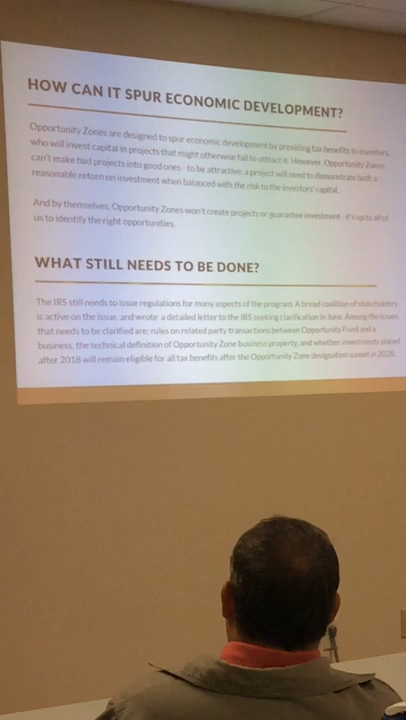 HOW CAN IT SPUR ECONOMIC DEVELOPMENT?
Opportunity Zones are designed to spur economic development by providing tax benefits to investors,
who will invest capital in projects that might otherwise fail to attract it. However, Opportunity Zones
can't make bad projects into good ones - to be attractive, a project will need to demonstrate both a
reasonable return on investment when balanced with the risk to the investors' capital.
And by themselves, Opportunity Zones won't create projects or guarantee investment - it's up to all of
us to identify the right opportunities.
WHAT STILL NEEDS TO BE DONE?
The IRS still needs to issue regulations for many aspects of the program. A broad coalition of stakeholders
is active on the issue, and wrote a detailed letter to the IRS seeking clarification in June. Among the issues
that needs to be clarified are: rules on related party transactions between Opportunity Fund and a
business, the technical definition of Opportunity Zone business property, and whether investments placed
after 2018 will remain eligible for all tax benefits after the Opportunity Zone designation sunset in 2028.